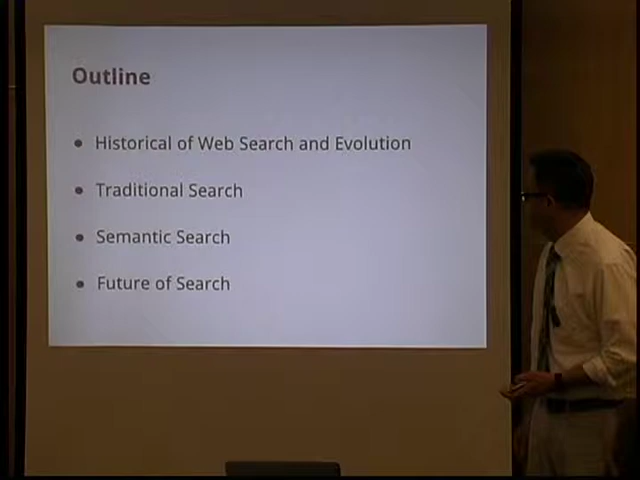 Outline
Historical of Web Search and Evolution
Traditional Search
Semantic Search
Future of Search